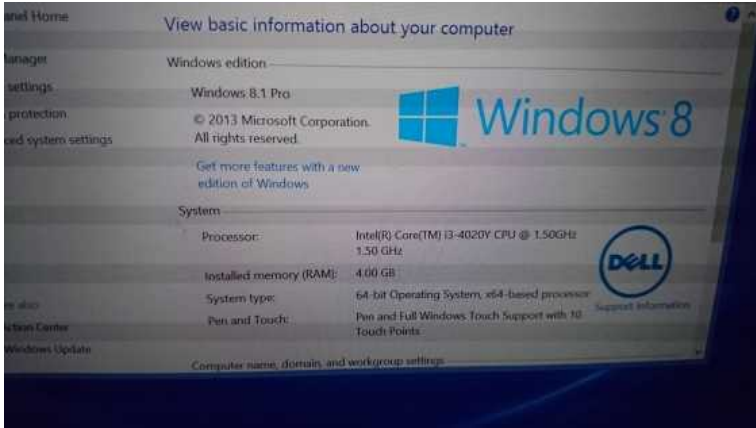 anel Home
View basic information about your computer
anager
Windows edition
settings
Windows 8.1 Pro
protection
© 2013 Microsoft Corporation.
ced system settings
All rights reserved.
Windows 8
Get more features with a new
edition of Windows
System
Processor:
Intel(R) Core(TM) i3-4020Y CPU @ 1.50GHz
1.50 GHz
Installed memory (RAM):
4.00 GB
DELL
System type:
64-bit Operating System, x64-based processor
Support Information
Pen and Touch:
Pen and Full Windows Touch Support with 10
Touch Points
also
ction Center
Windows Update
Computer name, domain, and workgroup settings